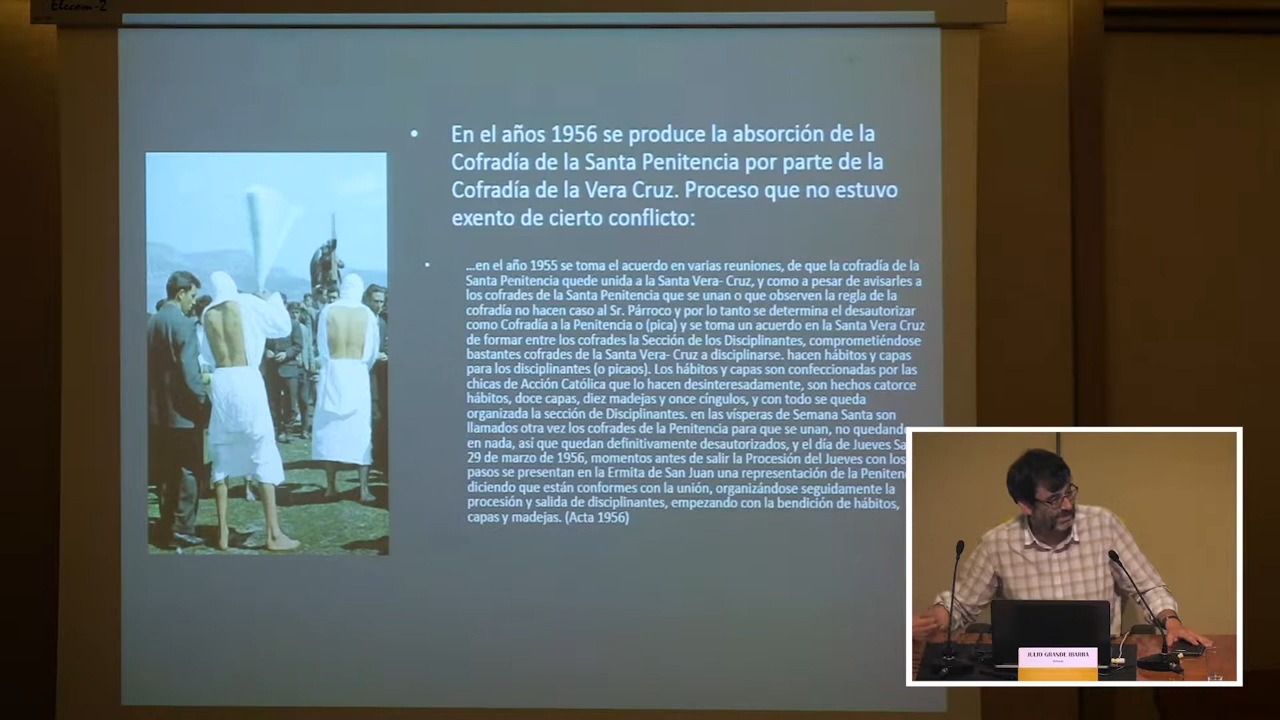 Elicom-2
• En el años 1956 se produce la absorción de la
Cofradía de la Santa Penitencia por parte de la
Cofradía de la Vera Cruz. Proceso que no estuvo
exento de cierto conflicto:
• ...en el año 1955 se toma el acuerdo en varias reuniones, de que la cofradía de la
Santa Penitencia quede unida a la Santa Vera- Cruz, y como a pesar de avisarles a
los cofrades de la Santa Penitencia que se unan o que observen la regla de la
cofradía no hacen caso al Sr. Párroco y por lo tanto se determina el desautorizar
como Cofradía a la Penitencia o (pica) y se toma un acuerdo en la Santa Vera Cruz
de formar entre los cofrades la Sección de los Disciplinantes, comprometiéndose
bastantes cofrades de la Santa Vera- Cruz a disciplinarse. hacen hábitos y capas
para los disciplinantes (o picaos). Los hábitos y capas son confeccionadas por las
chicas de Acción Católica que lo hacen desinteresadamente, son hechos catorce
hábitos, doce capas, diez madejas y once cíngulos, y con todo se queda
organizada la sección de Disciplinantes. en las vísperas de Semana Santa son
llamados otra vez los cofrades de la Penitencia para que se unan, no quedando
en nada, así que quedan definitivamente desautorizados, y el día de Jueves Sa
29 de marzo de 1956, momentos antes de salir la Procesión del Jueves con los
pasos se presentan en la Ermita de San Juan una representación de la Peniten
diciendo que están conformes con la unión, organizándose seguidamente la
procesión y salida de disciplinantes, empezando con la bendición de hábitos,
capas y madejas. (Acta 1956)
JULIO GRANDE IBARRA